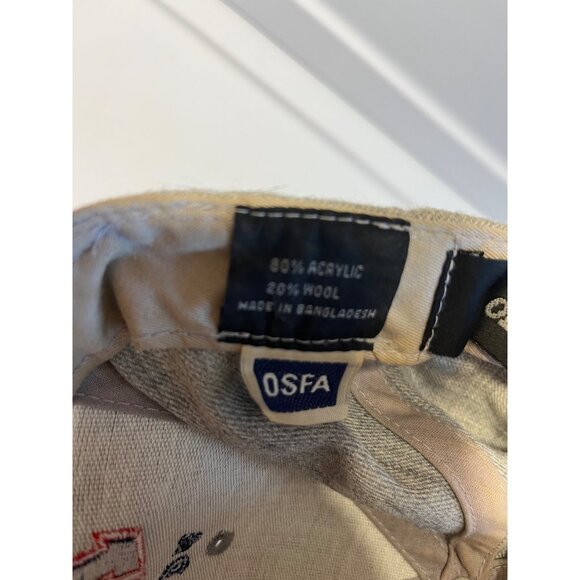 80% ACRYLIC
20% WOOL
MADE IN BANGLADESH
OSFA